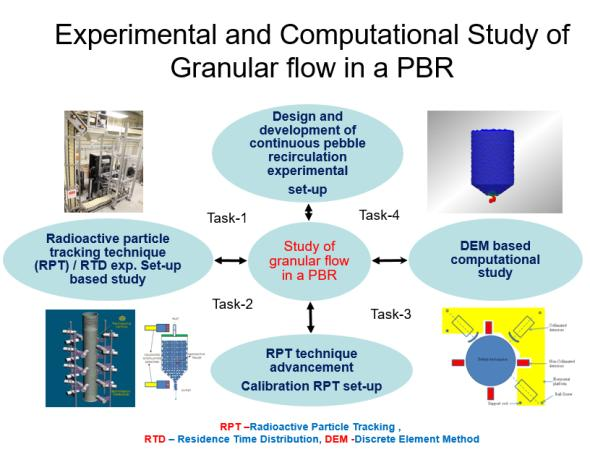 Experimental and Computational Study of
Granular flow in a PBR
Design and
development of
continuous pebble
recirculation
experimental
set-up
Task-1
Task-4
Radioactive particle
tracking technique
(RPT) / RTD exp. Set-up
based study
Study of
granular flow
in a PBR
DEM based
computational
study
Task-2
Task-3
RPT technique
advancement
Calibration RPT set-up
RPT –Radioactive Particle Tracking ,
RTD – Residence Time Distribution, DEM -Discrete Element Method